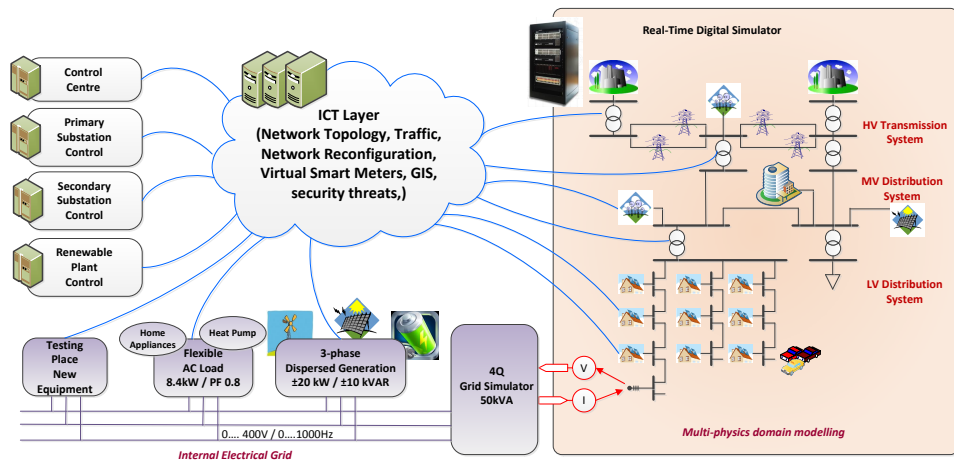 Real-Time Digital Simulator
Control
Centre
Primary
Substation
Control
Secondary
Substation
Control
Renewable
Plant
Control
ICT Layer
(Network Topology, Traffic,
Network Reconfiguration,
Virtual Smart Meters, GIS,
security threats,)
HV Transmission
System
MV Distribution
System
LV Distribution
System
Home
Appliances
Heat Pump
Testing
Place
New
Equipment
Flexible
AC Load
8.4kW / PF 0.8
3-phase
Dispersed Generation
±20 kW / ±10 kVAR
4Q
Grid Simulator
50kVA
V
I
0.... 400V / 0....1000Hz
Internal Electrical Grid
Multi-physics domain modelling